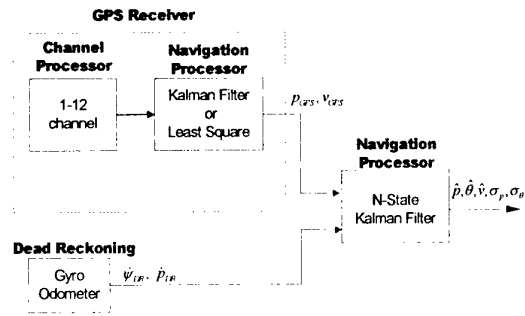 GPS Receiver
Channel
Processor
1-12
channel
Navigation
Processor
Kalman Filter
or
Least Square
p_GPS, v_GPS
Navigation
Processor
N-State
Kalman Filter
p̂, θ̂, v̂, σ_p, σ_θ
Dead Reckoning
Gyro
Odometer
ψ̇_DR, ṗ_DR